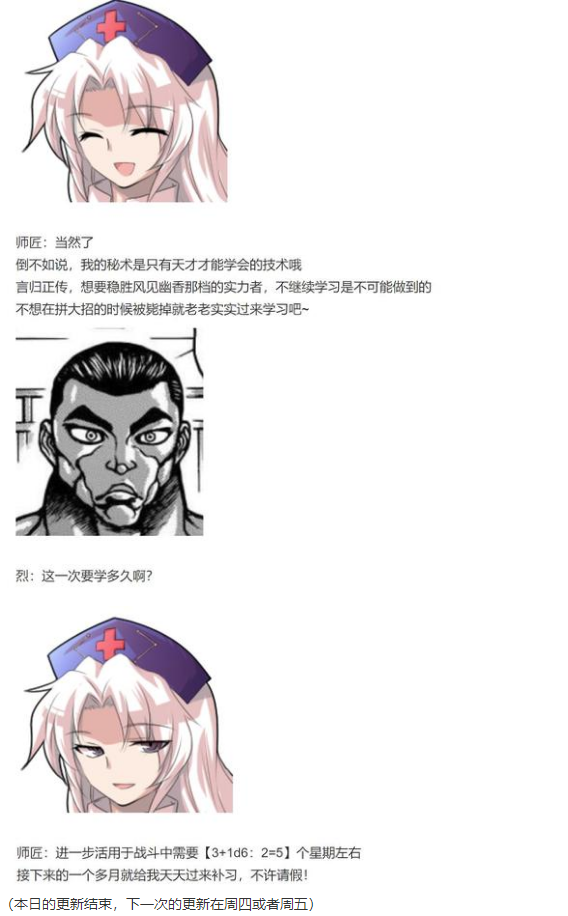 师匠：当然了
倒不如说，我的秘术是只有天才才能学会的技术哦
言归正传，想要稳胜风见幽香那档的实力者，不继续学习是不可能做到的
不想在拼大招的时候被毙掉就老老实实过来学习吧~
烈：这一次要学多久啊？
师匠：进一步活用于战斗中需要【3+1d6：2=5】个星期左右
接下来的一个多月就给我天天过来补习，不许请假！
（本日的更新结束，下一次的更新在周四或者周五）